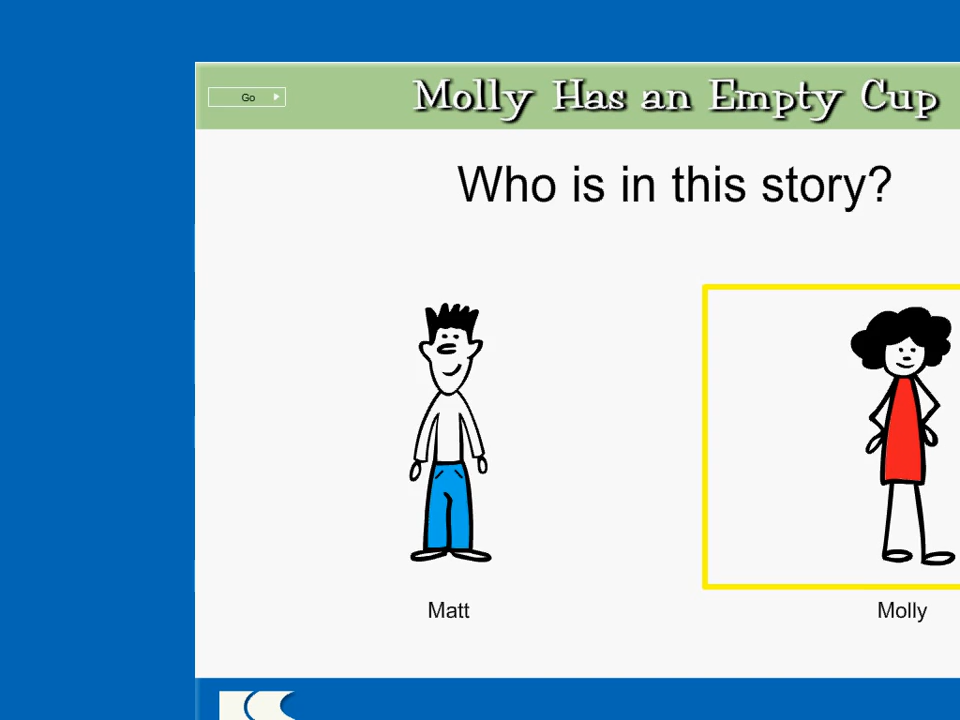 Go
Molly Has an Empty Cup
Who is in this story?
Matt
Molly